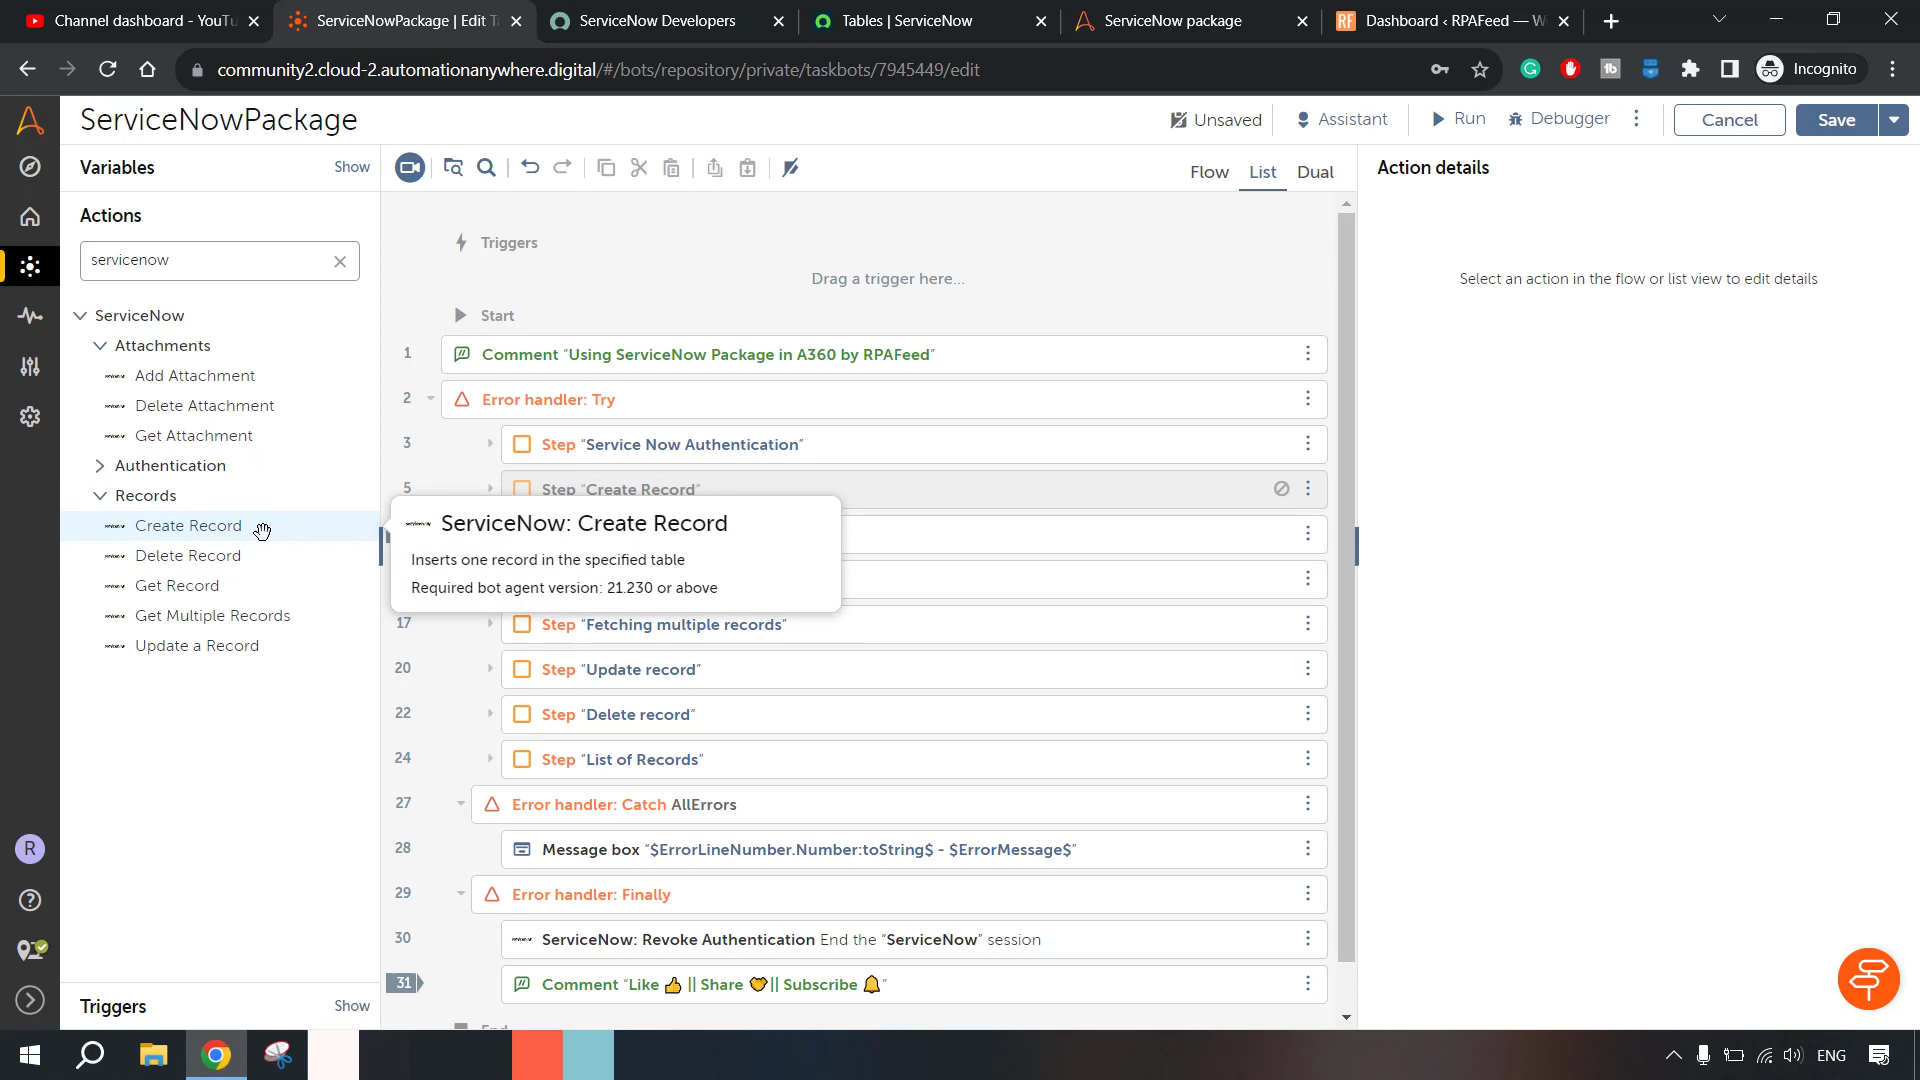 Channel dashboard - YouTu
ServiceNowPackage | Edit T
ServiceNow Developers
Tables | ServiceNow
ServiceNow package
RF Dashboard ‹ RPAFeed — W
community2.cloud-2.automationanywhere.digital/#/bots/repository/private/taskbots/7945449/edit
Incognito
ServiceNowPackage
Unsaved
Assistant
Run
Debugger
Cancel
Save
Variables
Show
Flow
List
Dual
Action details
Actions
servicenow
Select an action in the flow or list view to edit details
ServiceNow
Attachments
Add Attachment
Delete Attachment
Get Attachment
Authentication
Records
Create Record
Delete Record
Get Record
Get Multiple Records
Update a Record
Triggers
Drag a trigger here...
Start
1 Comment “Using ServiceNow Package in A360 by RPAFeed”
2 Error handler: Try
3 Step “Service Now Authentication”
5 Step “Create Record”
ServiceNow: Create Record
Inserts one record in the specified table
Required bot agent version: 21.230 or above
17 Step “Fetching multiple records”
20 Step “Update record”
22 Step “Delete record”
24 Step “List of Records”
27 Error handler: Catch AllErrors
28 Message box “$ErrorLineNumber.Number:toString$ - $ErrorMessage$”
29 Error handler: Finally
30 ServiceNow: Revoke Authentication End the “ServiceNow” session
31 Comment “Like 👍 || Share 🤝 || Subscribe 🔔”
End
R
Triggers
Show
ENG